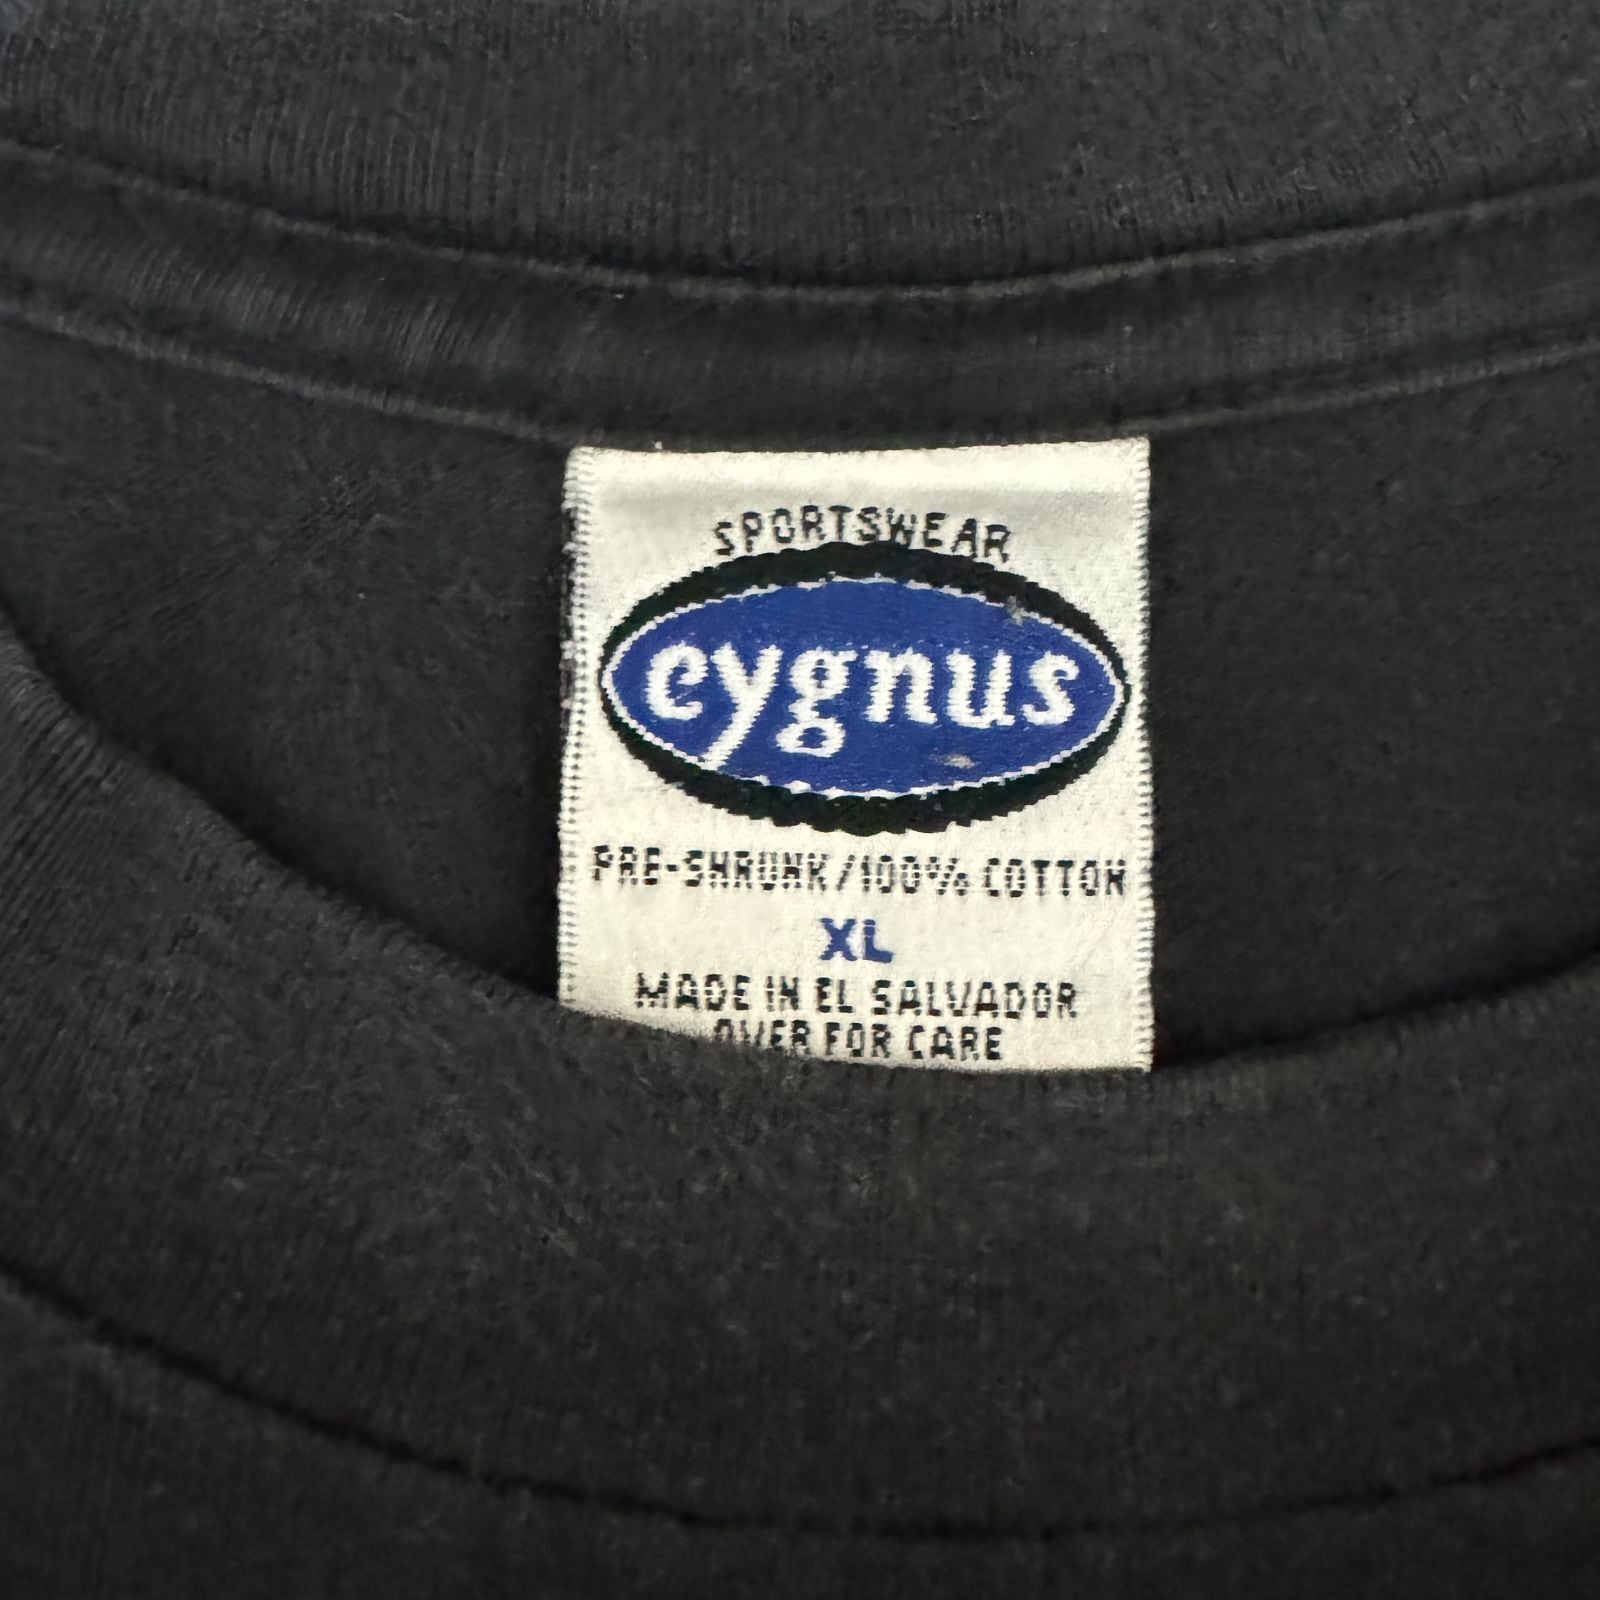 SPORTSWEAR
cygnus
PRE-SHRUNK/100% COTTON
XL
MADE IN EL SALVADOR
OVER FOR CARE